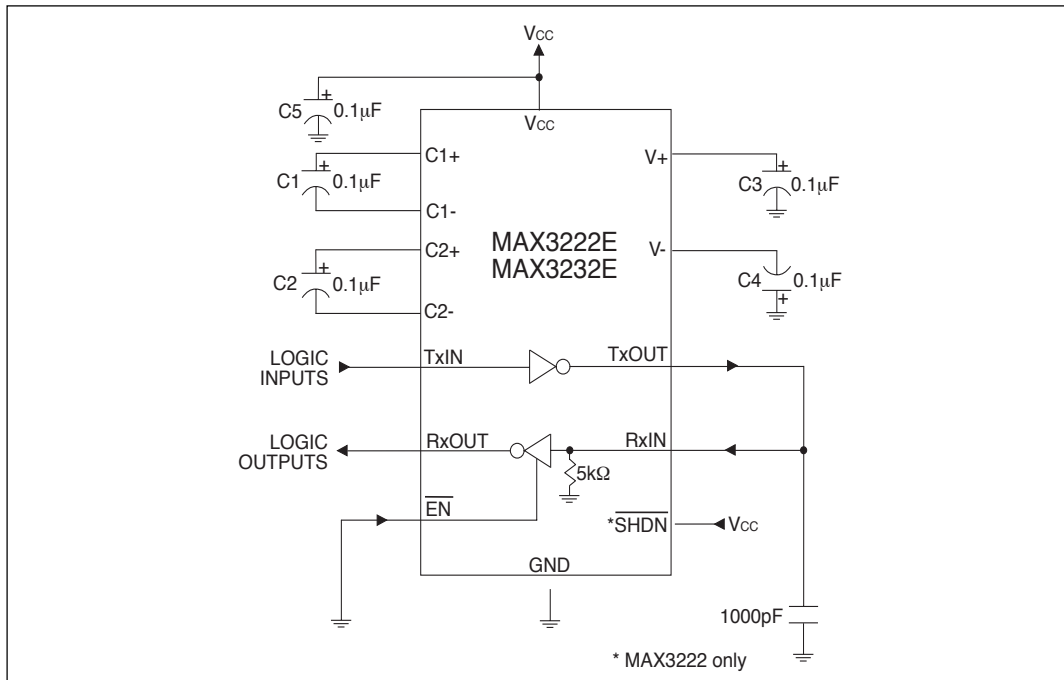 Vcc
C5
+
0.1µF
Vcc
C1
+
0.1µF
C1+
C1-
V+
C3
+
0.1µF
C2
+
0.1µF
C2+
C2-
MAX3222E
MAX3232E
V-
C4
0.1µF
+
LOGIC
INPUTS
TxIN
TxOUT
LOGIC
OUTPUTS
RxOUT
RxIN
5kΩ
EN
*SHDN
Vcc
GND
1000pF
* MAX3222 only